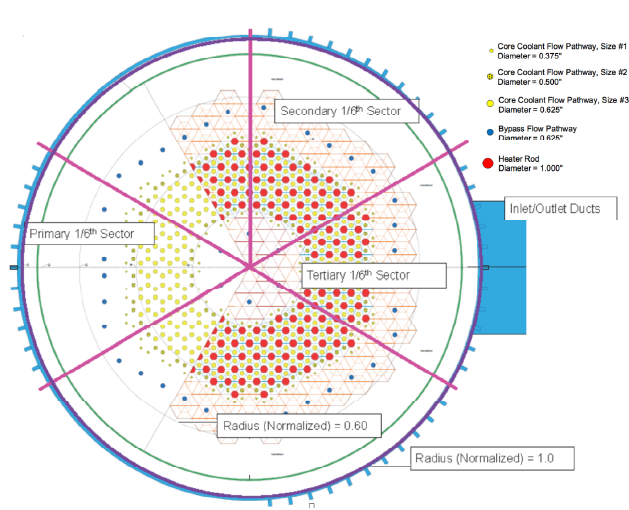 Core Coolant Flow Pathway, Size #1
Diameter = 0.375"
Core Coolant Flow Pathway, Size #2
Diameter = 0.500"
Core Coolant Flow Pathway, Size #3
Diameter = 0.625"
Bypass Flow Pathway
Diameter = 0.625"
Heater Rod
Diameter = 1.000"
Secondary 1/6th Sector
Inlet/Outlet Ducts
Primary 1/6th Sector
Tertiary 1/6th Sector
Radius (Normalized) = 0.60
Radius (Normalized) = 1.0